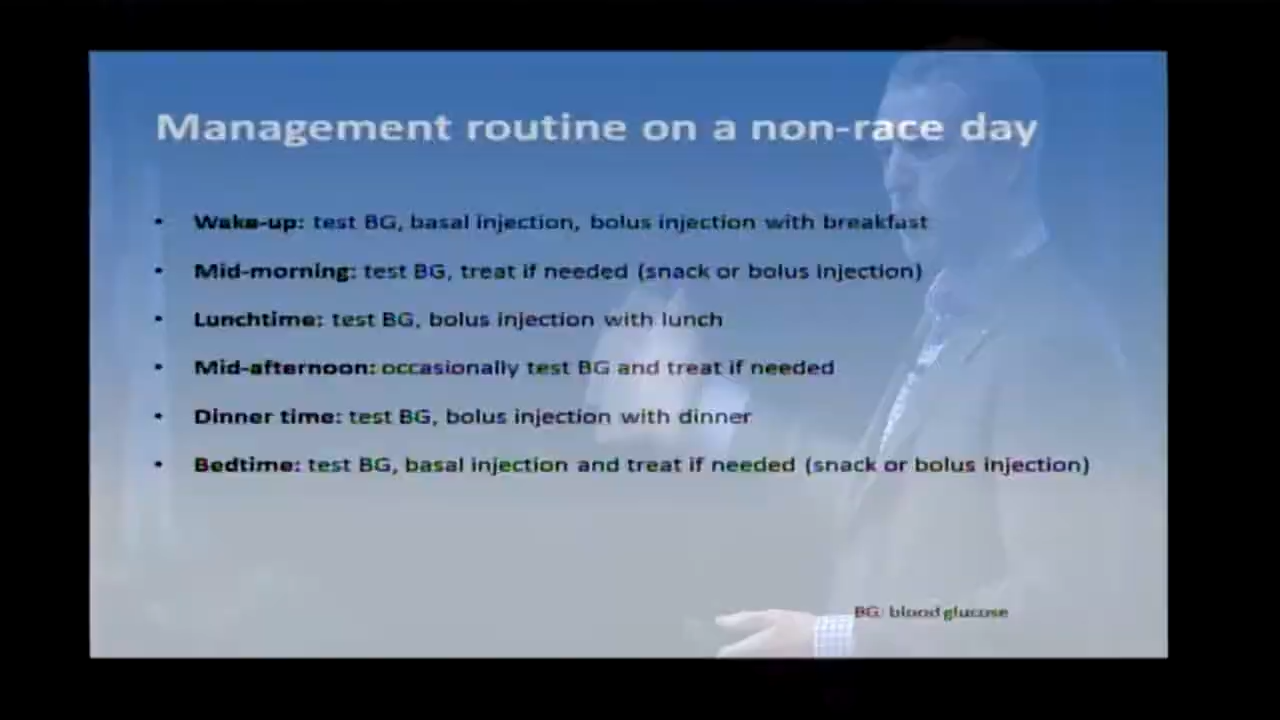 Management routine on a non-race day
• Wake-up: test BG, basal injection, bolus injection with breakfast
• Mid-morning: test BG, treat if needed (snack or bolus injection)
• Lunchtime: test BG, bolus injection with lunch
• Mid-afternoon: occasionally test BG and treat if needed
• Dinner time: test BG, bolus injection with dinner
• Bedtime: test BG, basal injection and treat if needed (snack or bolus injection)
BG: blood glucose